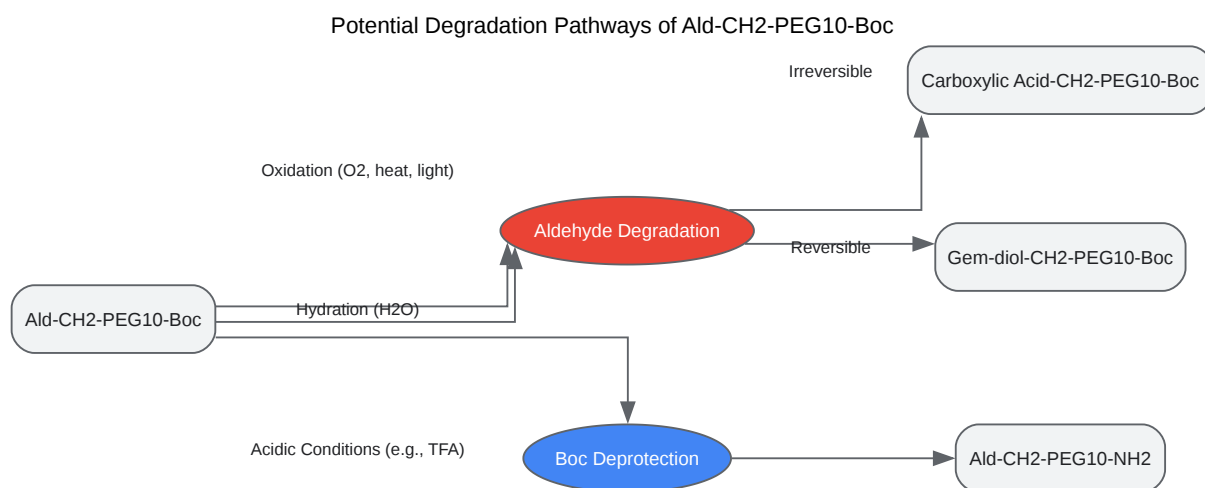 Potential Degradation Pathways of Ald-CH2-PEG10-Boc
Irreversible
Carboxylic Acid-CH2-PEG10-Boc
Oxidation (O2, heat, light)
Aldehyde Degradation
Reversible
Gem-diol-CH2-PEG10-Boc
Hydration (H2O)
Ald-CH2-PEG10-Boc
Acidic Conditions (e.g., TFA)
Boc Deprotection
Ald-CH2-PEG10-NH2